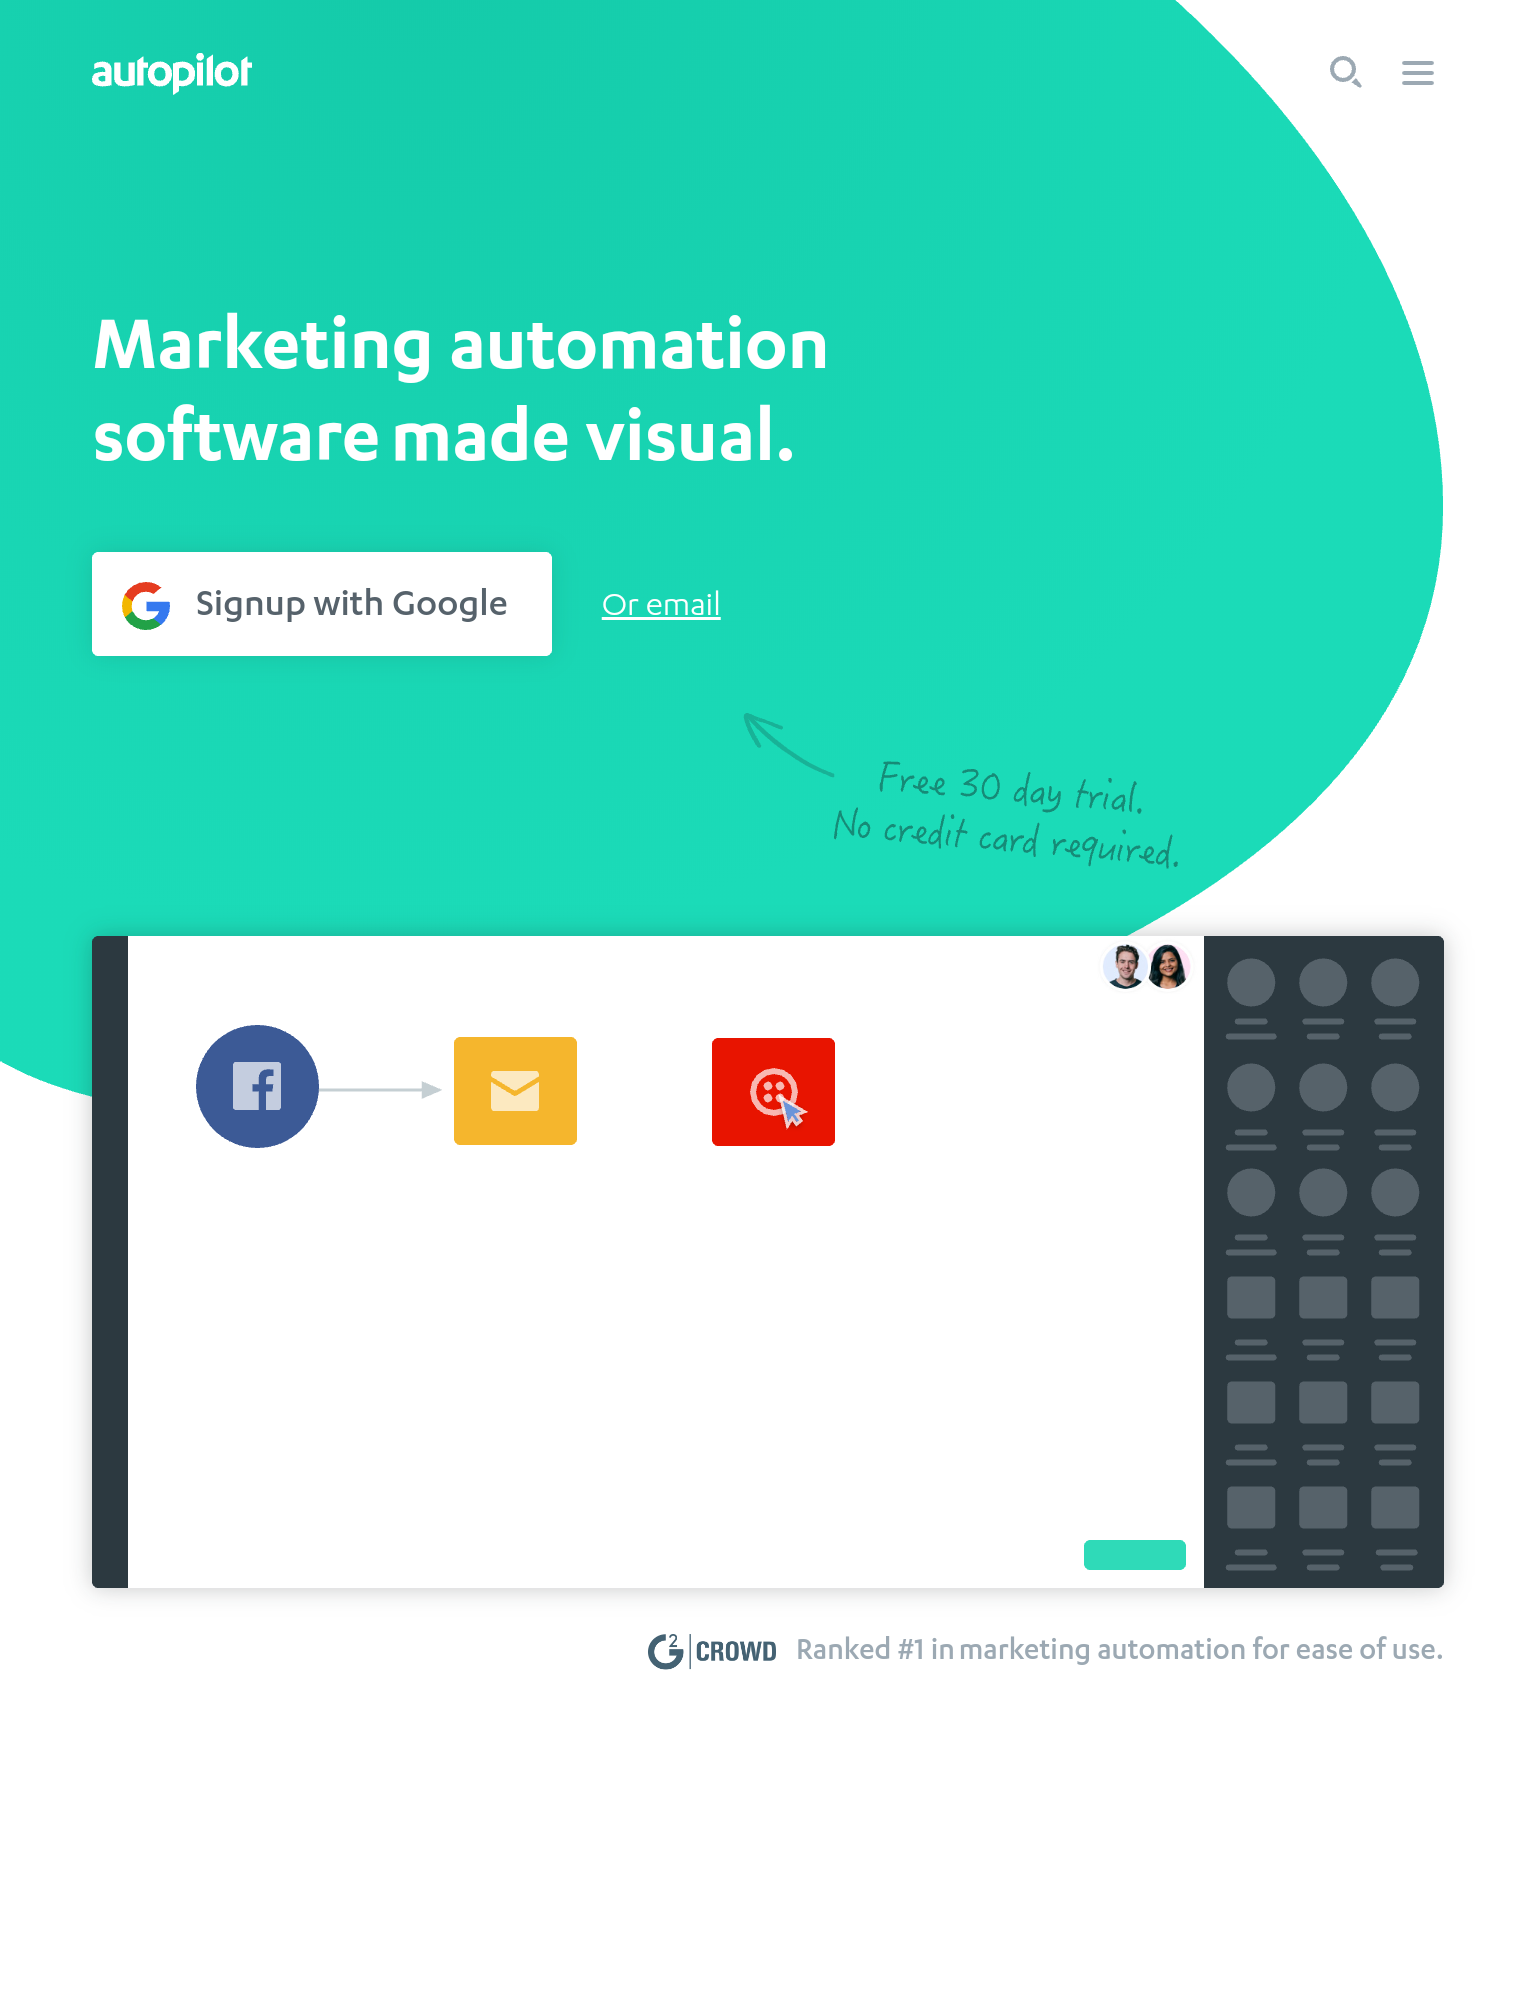 autopilot
Marketing automation
software made visual.
Signup with Google
Or email
Free 30 day trial.
No credit card required.
G2 CROWD Ranked #1 in marketing automation for ease of use.